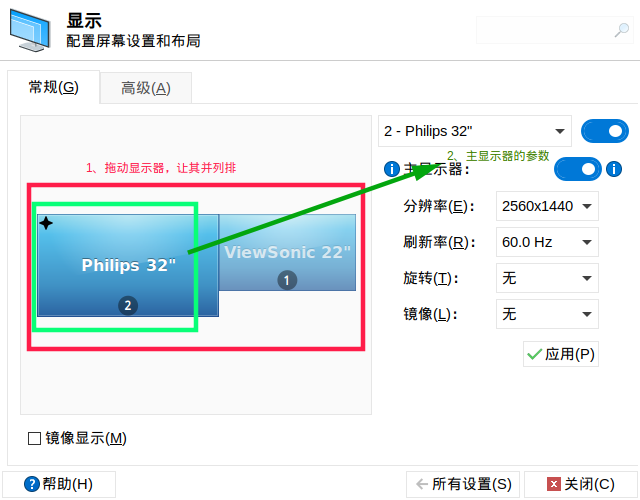 显示
配置屏幕设置和布局
常规(G)
高级(A)
2 - Philips 32"
2、主显示器的参数
主显示器：
1、拖动显示器，让其并列排
Philips 32"
2
ViewSonic 22"
1
分辨率(E)：
2560x1440
刷新率(R)：
60.0 Hz
旋转(T)：
无
镜像(L)：
无
应用(P)
镜像显示(M)
帮助(H)
所有设置(S)
关闭(C)